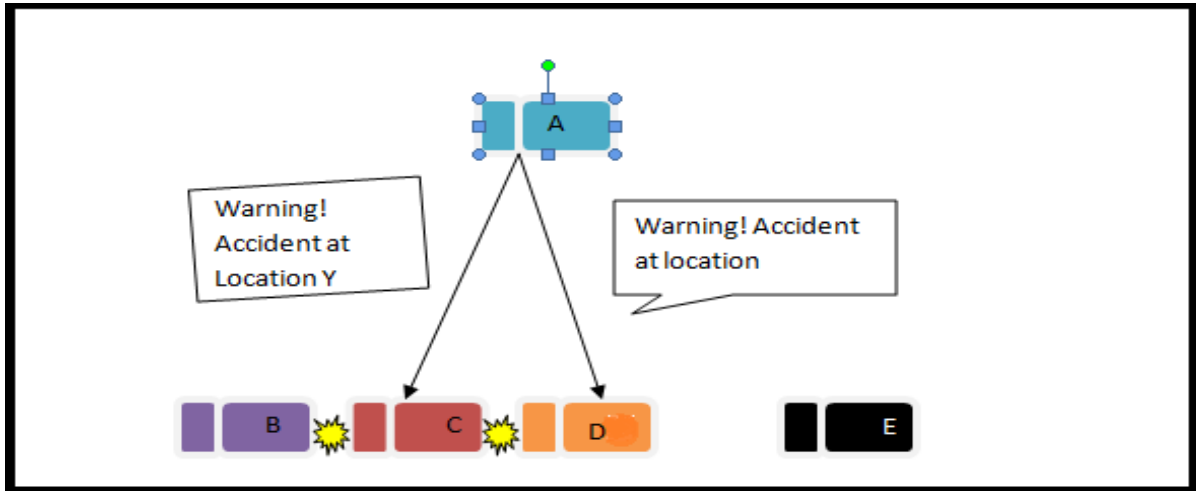 A
Warning!
Accident at
Location Y
Warning! Accident
at location
B
C
D
E